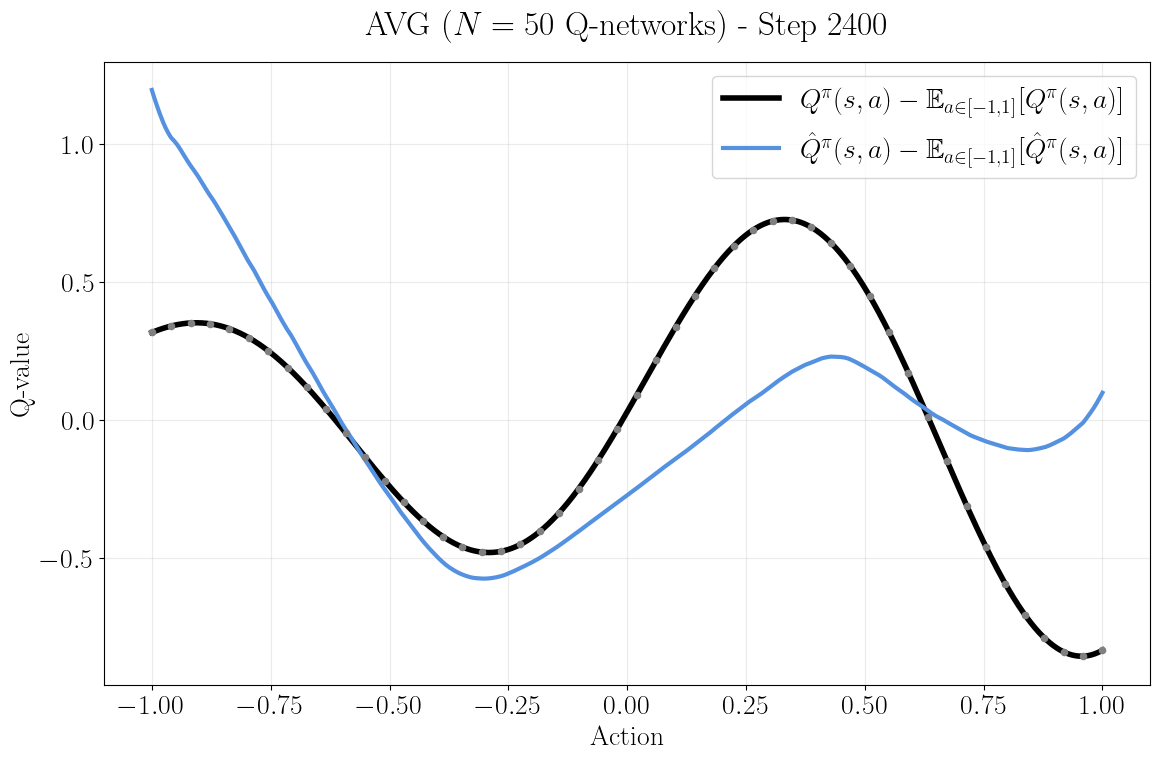 AVG (N = 50 Q-networks) - Step 2400
Q^π(s, a) − 𝔼_{a∈[−1,1]}[Q^π(s, a)]
Q̂^π(s, a) − 𝔼_{a∈[−1,1]}[Q̂^π(s, a)]
1.0
0.5
0.0
−0.5
Q-value
−1.00 −0.75 −0.50 −0.25 0.00 0.25 0.50 0.75 1.00
Action